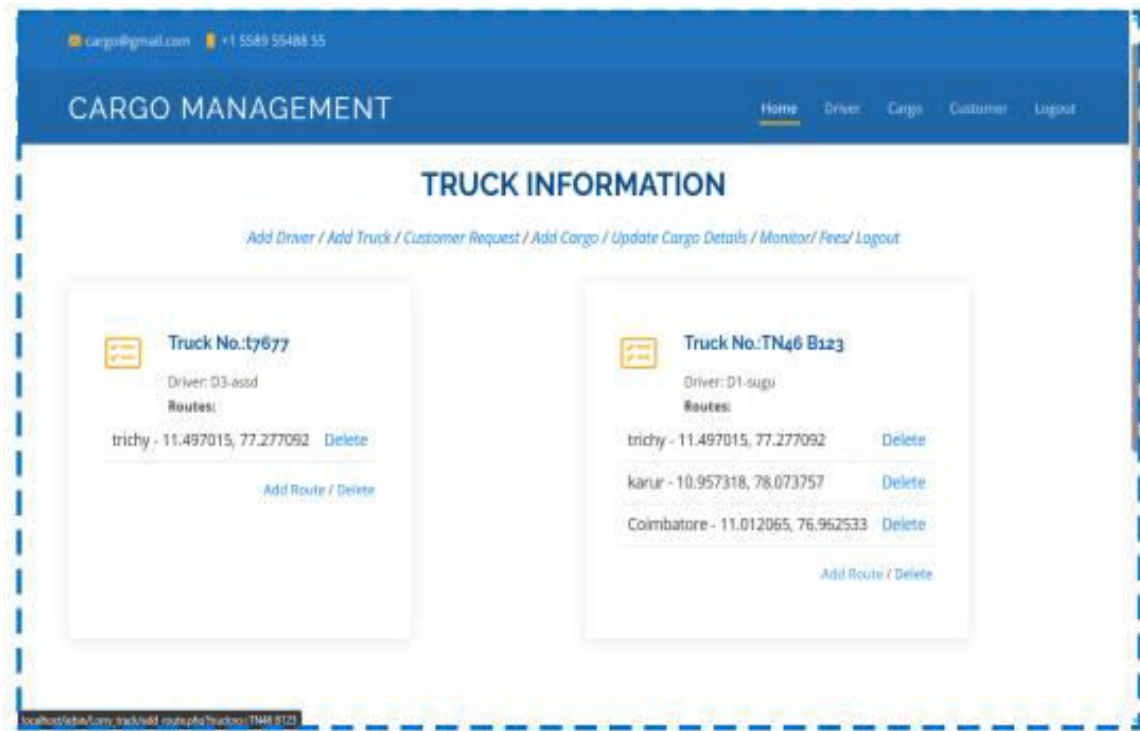 cargo@gmail.com +1 5589 55488 55
CARGO MANAGEMENT
Home Driver Cargo Customer Logout
TRUCK INFORMATION
Add Driver / Add Truck / Customer Request / Add Cargo / Update Cargo Details / Monitor/ Fees/ Logout
Truck No.:t7677
Driver: D3-assd
Routes:
trichy - 11.497015, 77.277092 Delete
Add Route / Delete
Truck No.:TN46 B123
Driver: D1-sugu
Routes:
trichy - 11.497015, 77.277092 Delete
karur - 10.957318, 78.073757 Delete
Coimbatore - 11.012065, 76.962533 Delete
Add Route / Delete